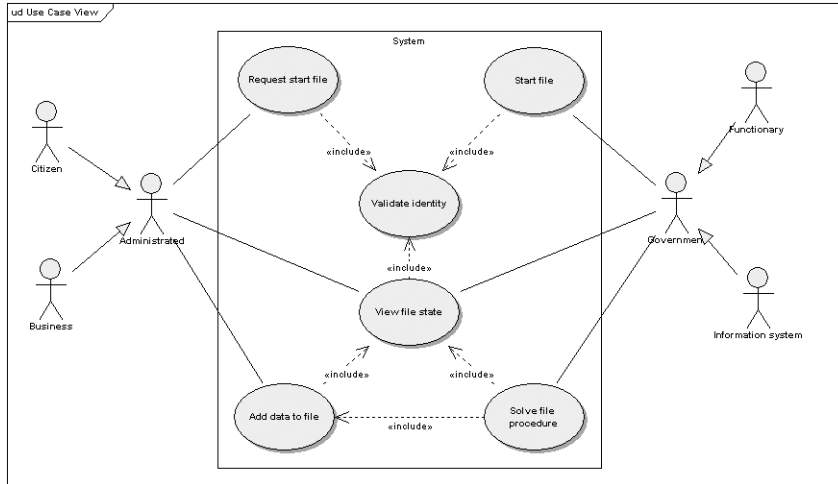 ud Use Case View
System
Request start file
Start file
Functionary
«include»
«include»
Citizen
Validate identity
Administrated
Government
«include»
View file state
Business
Information system
«include»
«include»
Add data to file
Solve file
procedure
«include»